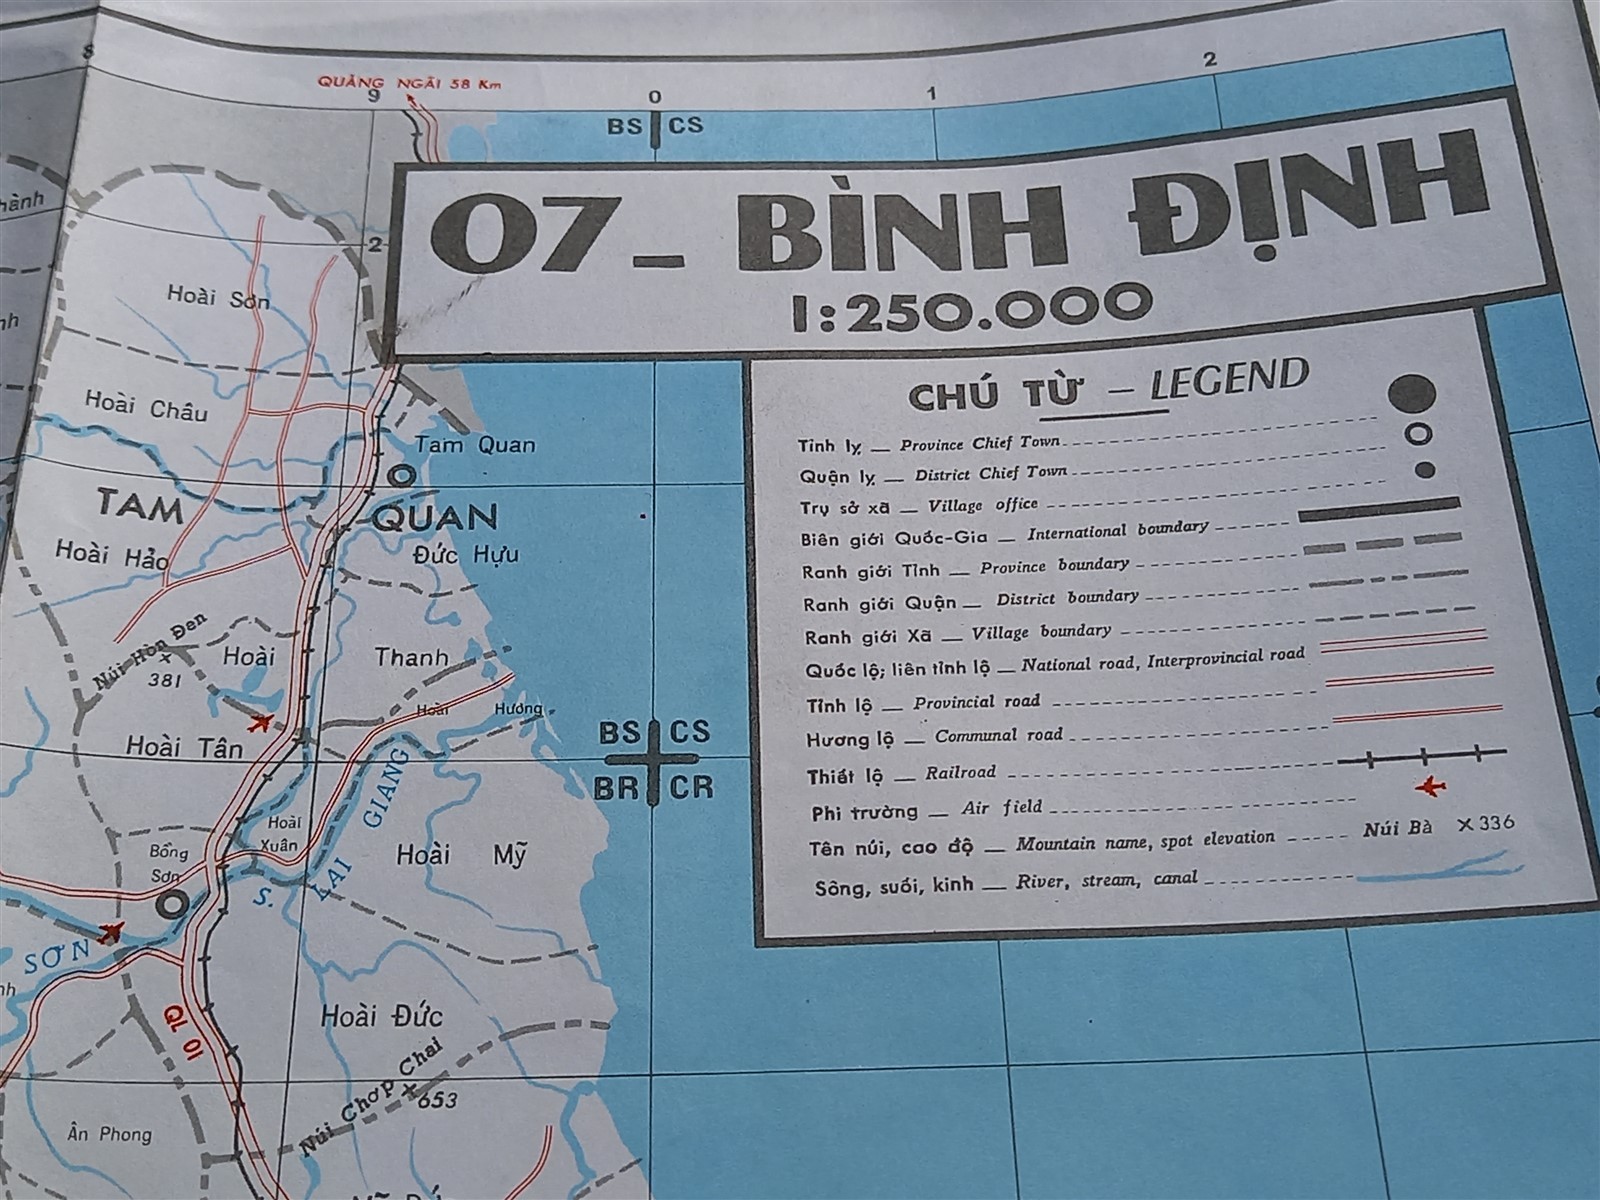 8
QUẢNG NGÃI 58 Km
9 0 1 2
BS CS
07_ BÌNH ĐỊNH
1:250.000
2
Hoài Sơn
Hoài Châu
Tam Quan
TAM QUAN
Hoài Hảo
Đức Hựu
Núi Hòn Đen
381
Hoài Thanh
Hoài Hương
Hoài Tân
BS CS
BR CR
Hoài Xuân
Bồng Sơn
S. LẠI GIANG
Hoài Mỹ
SƠN
QL 01
Hoài Đức
Núi Chớp Chai
653
Ân Phong
CHÚ TỪ – LEGEND
Tỉnh lỵ — Province Chief Town
Quận lỵ — District Chief Town
Trụ sở xã — Village office
Biên giới Quốc-Gia — International boundary
Ranh giới Tỉnh — Province boundary
Ranh giới Quận — District boundary
Ranh giới Xã — Village boundary
Quốc lộ; liên tỉnh lộ — National road, Interprovincial road
Tỉnh lộ — Provincial road
Hương lộ — Communal road
Thiết lộ — Railroad
Phi trường — Air field
Tên núi, cao độ — Mountain name, spot elevation Núi Bà X 336
Sông, suối, kinh — River, stream, canal